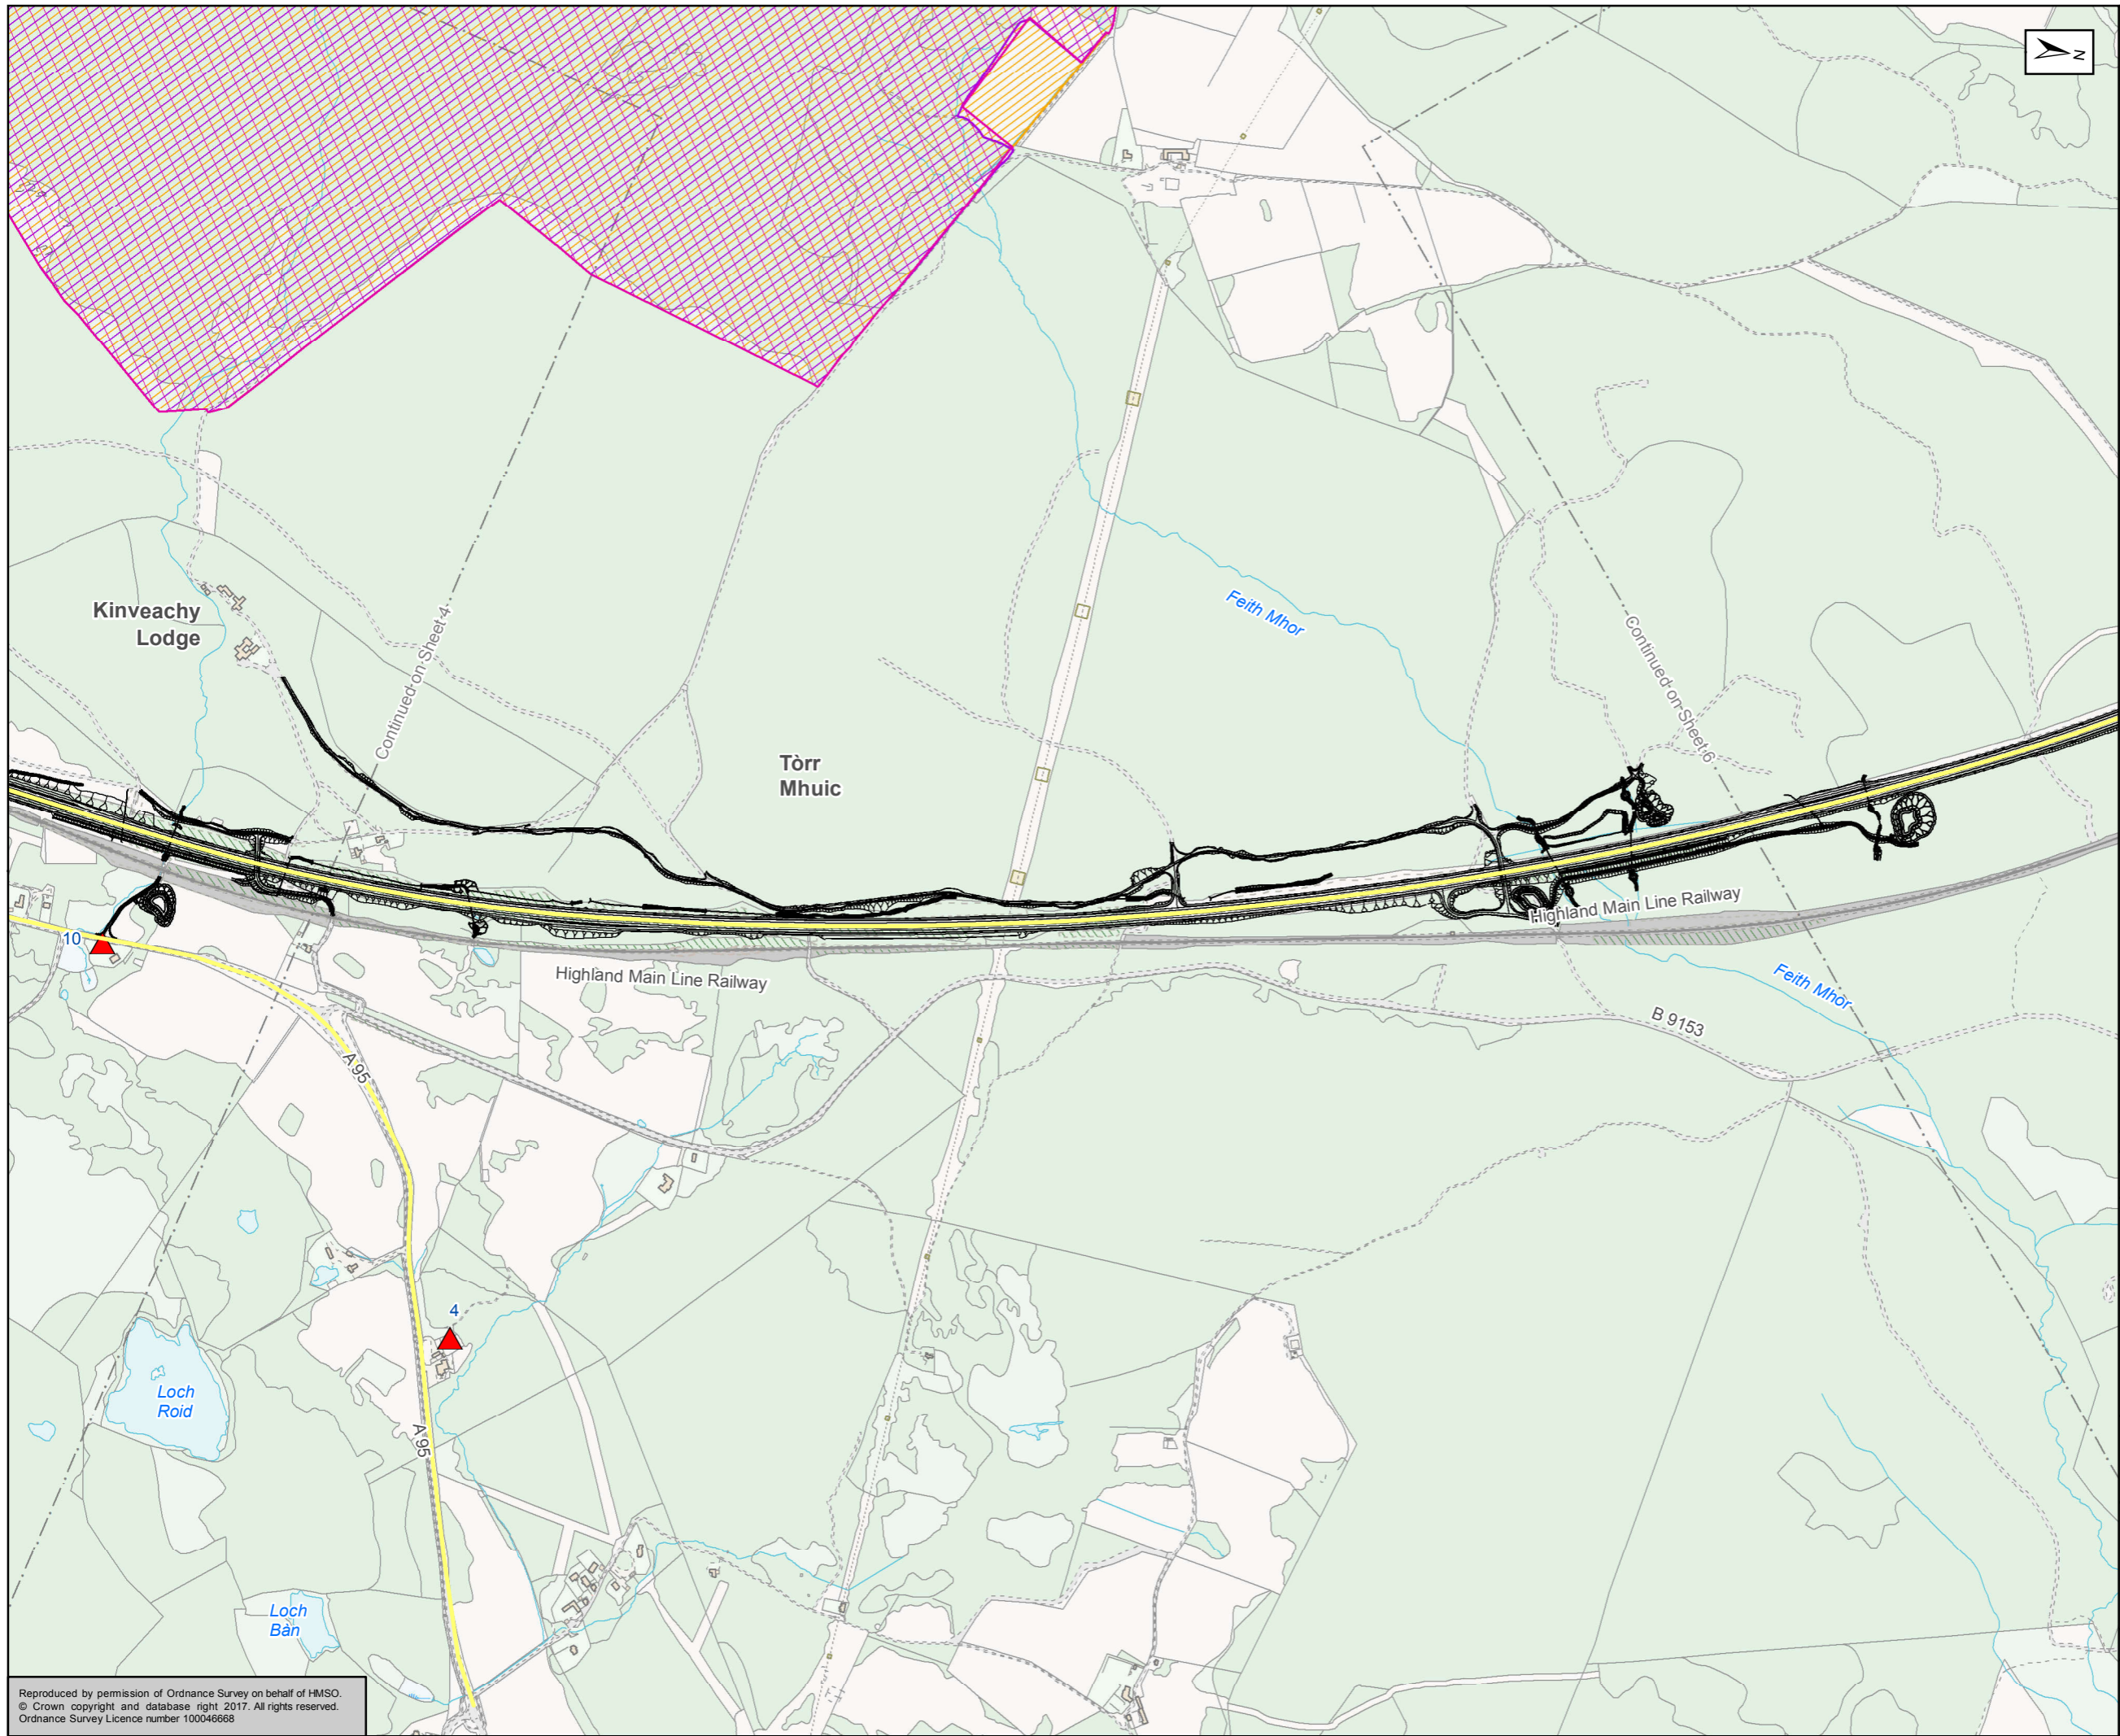 N
Kinveachy
Lodge
Continued on Sheet 4
Feith Mhor
Continued on Sheet 6
Tòrr
Mhuic
10
Highland Main Line Railway
Highland Main Line Railway
Feith Mhor
B 9153
A 95
4
Loch
Roid
A 95
Loch
Bàn
Reproduced by permission of Ordnance Survey on behalf of HMSO.
© Crown copyright and database right 2017. All rights reserved.
Ordnance Survey Licence number 100046668